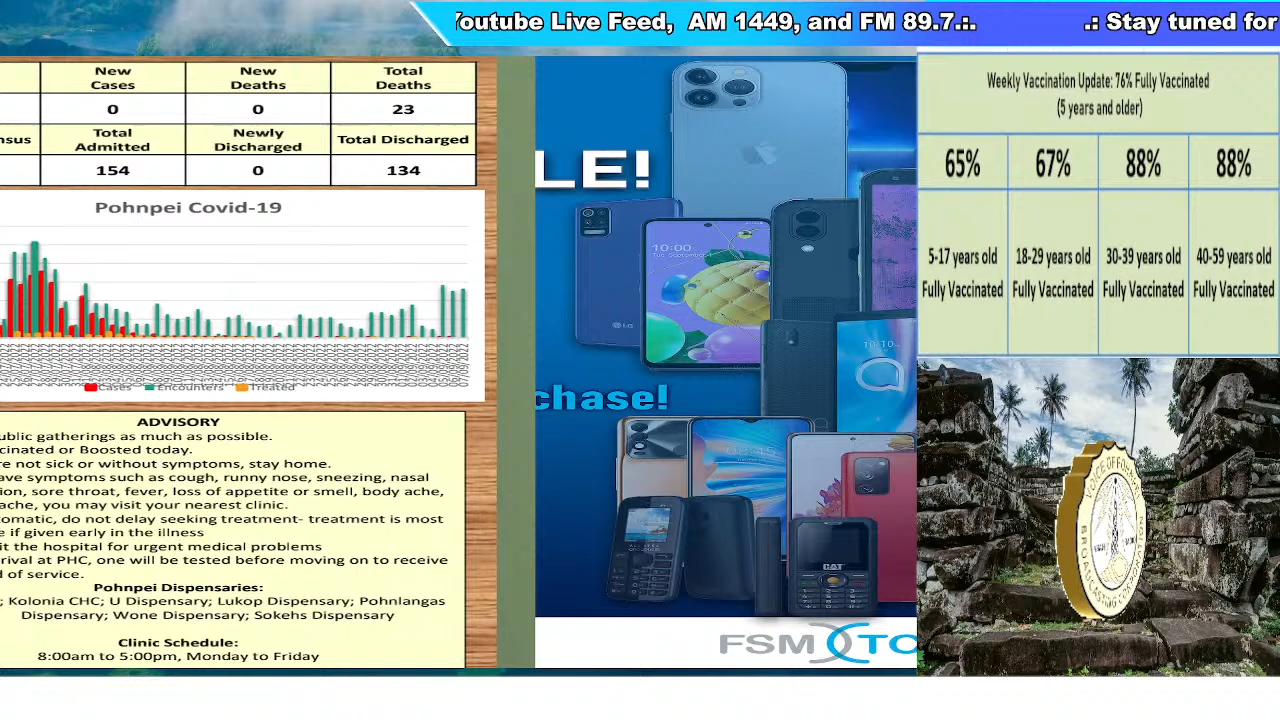 Youtube Live Feed, AM 1449, and FM 89.7.:.
.: Stay tuned for
New Cases
New Deaths
Total Deaths
0
0
23
nsus
Total Admitted
Newly Discharged
Total Discharged
154
0
134
Pohnpei Covid-19
Cases
Encounters
Treated
ADVISORY
ublic gatherings as much as possible.
cinated or Boosted today.
re not sick or without symptoms, stay home.
ave symptoms such as cough, runny nose, sneezing, nasal
ion, sore throat, fever, loss of appetite or smell, body ache,
ache, you may visit your nearest clinic.
tomatic, do not delay seeking treatment- treatment is most
e if given early in the illness
it the hospital for urgent medical problems
rival at PHC, one will be tested before moving on to receive
d of service.
Pohnpei Dispensaries:
; Kolonia CHC; U Dispensary; Lukop Dispensary; Pohnlangas
Dispensary; Wone Dispensary; Sokehs Dispensary
Clinic Schedule:
8:00am to 5:00pm, Monday to Friday
LE!
10:00
LG
10:10
chase!
08:45
CAT
FSM TC
Weekly Vaccination Update: 76% Fully Vaccinated
(5 years and older)
65%
67%
88%
88%
5-17 years old
Fully Vaccinated
18-29 years old
Fully Vaccinated
30-39 years old
Fully Vaccinated
40-59 years old
Fully Vaccinated